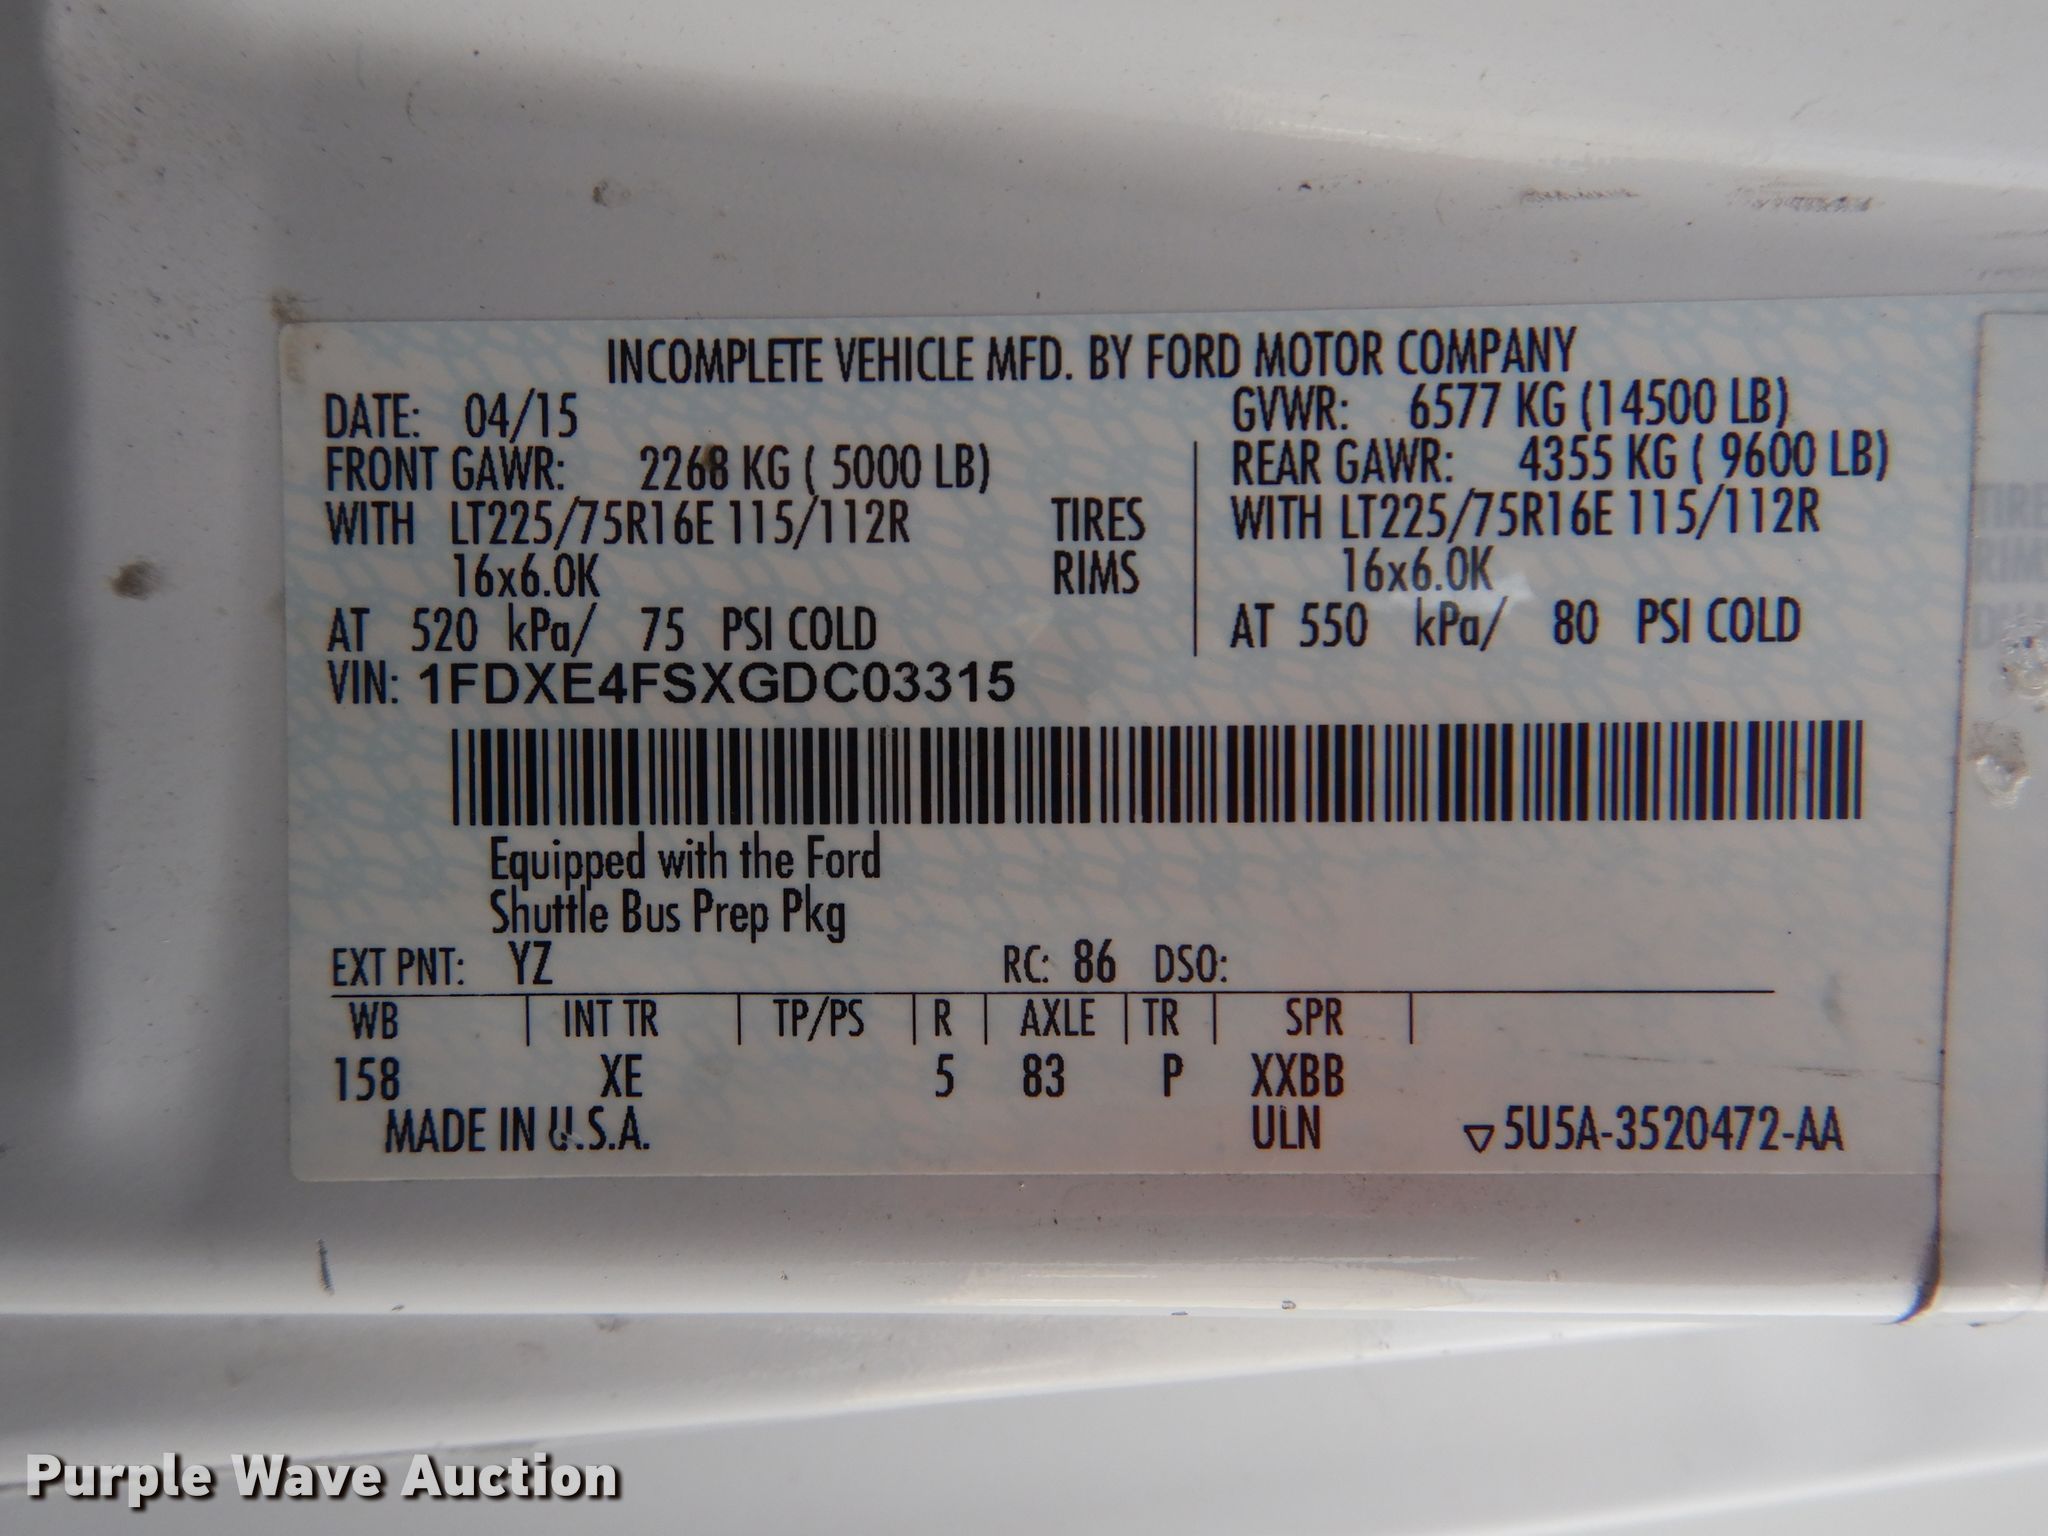 INCOMPLETE VEHICLE MFD. BY FORD MOTOR COMPANY
DATE: 04/15 GVWR: 6577 KG (14500 LB)
FRONT GAWR: 2268 KG ( 5000 LB) REAR GAWR: 4355 KG ( 9600 LB)
WITH LT225/75R16E 115/112R TIRES WITH LT225/75R16E 115/112R
16x6.0K RIMS 16x6.0K
AT 520 kPa/ 75 PSI COLD AT 550 kPa/ 80 PSI COLD
VIN: 1FDXE4FSXGDC03315
Equipped with the Ford
Shuttle Bus Prep Pkg
EXT PNT: YZ RC: 86 DSO:
WB INT TR TP/PS R AXLE TR SPR
158 XE 5 83 P XXBB
MADE IN U.S.A. ULN ▽5U5A-3520472-AA
Purple Wave Auction